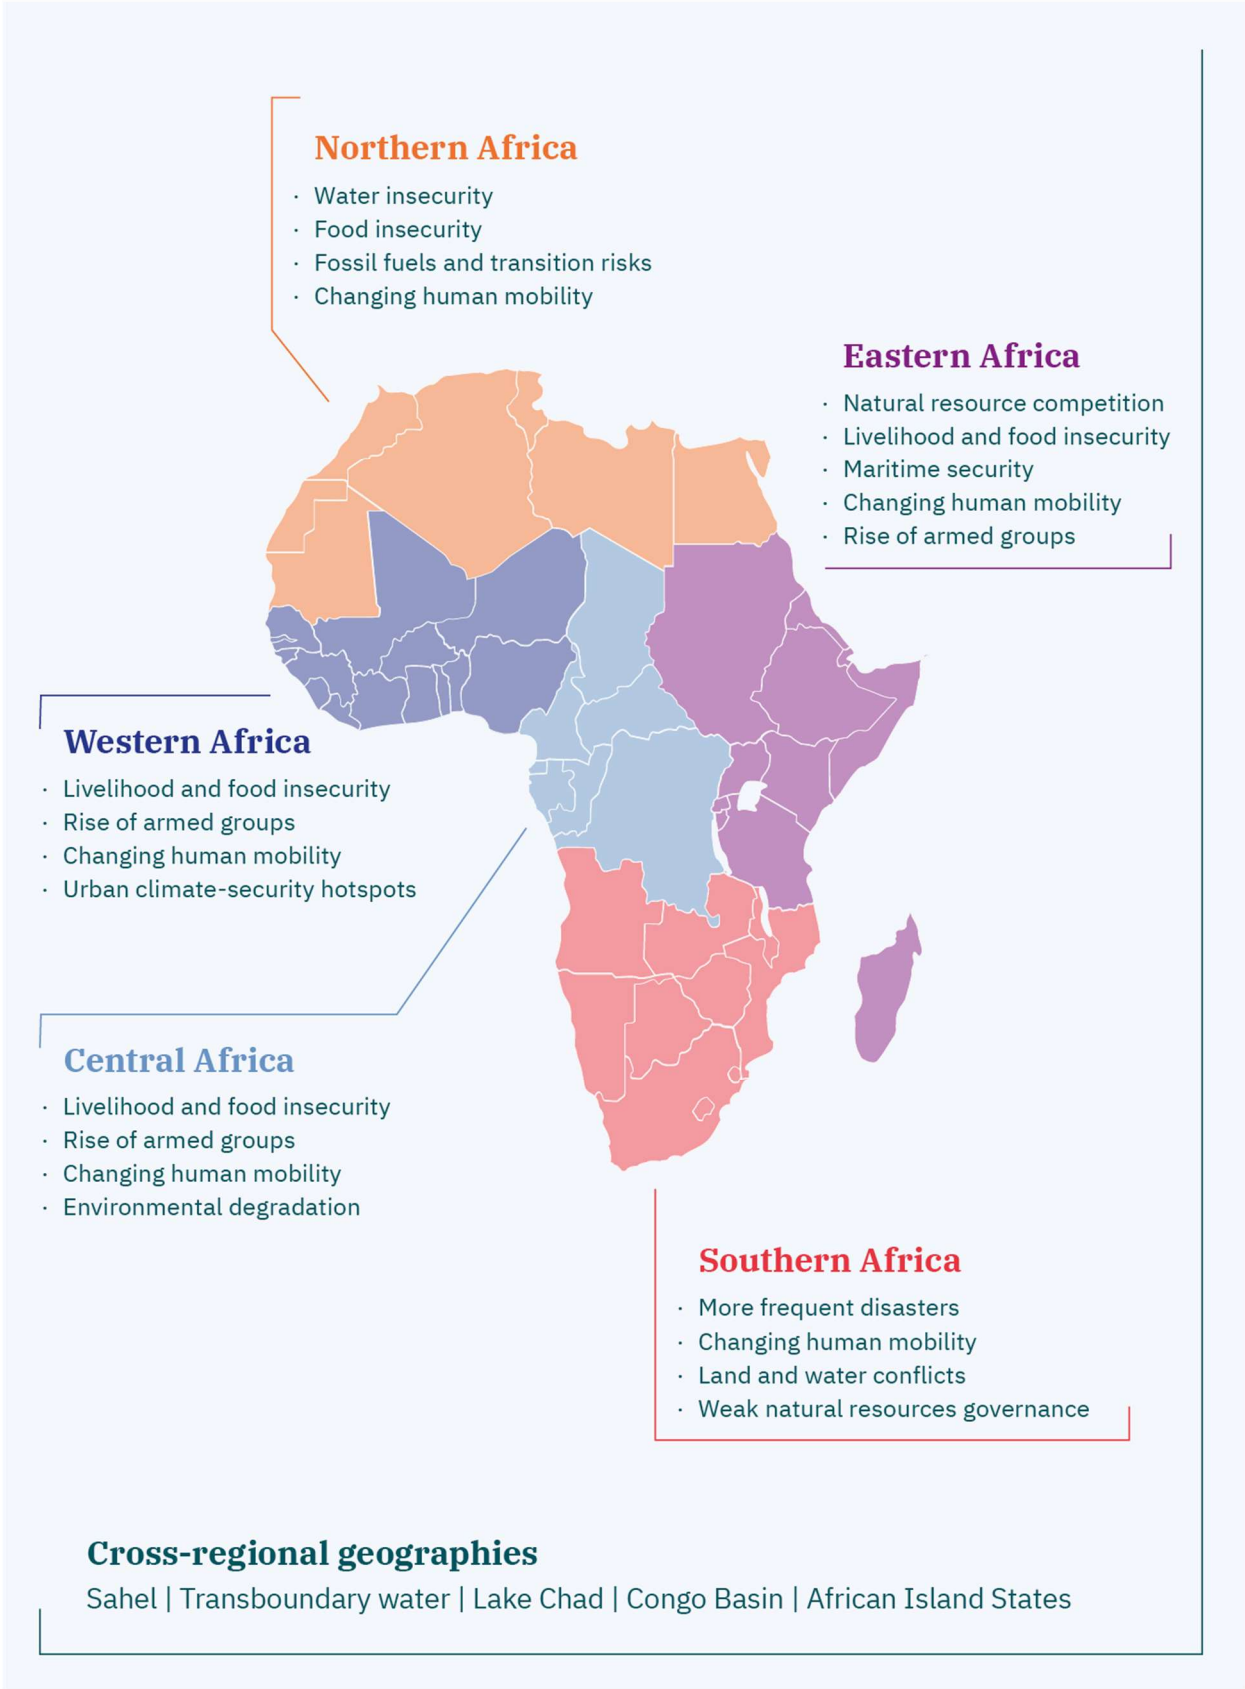 Northern Africa
· Water insecurity
· Food insecurity
· Fossil fuels and transition risks
· Changing human mobility
Eastern Africa
· Natural resource competition
· Livelihood and food insecurity
· Maritime security
· Changing human mobility
· Rise of armed groups
Western Africa
· Livelihood and food insecurity
· Rise of armed groups
· Changing human mobility
· Urban climate-security hotspots
Central Africa
· Livelihood and food insecurity
· Rise of armed groups
· Changing human mobility
· Environmental degradation
Southern Africa
· More frequent disasters
· Changing human mobility
· Land and water conflicts
· Weak natural resources governance
Cross-regional geographies
Sahel | Transboundary water | Lake Chad | Congo Basin | African Island States